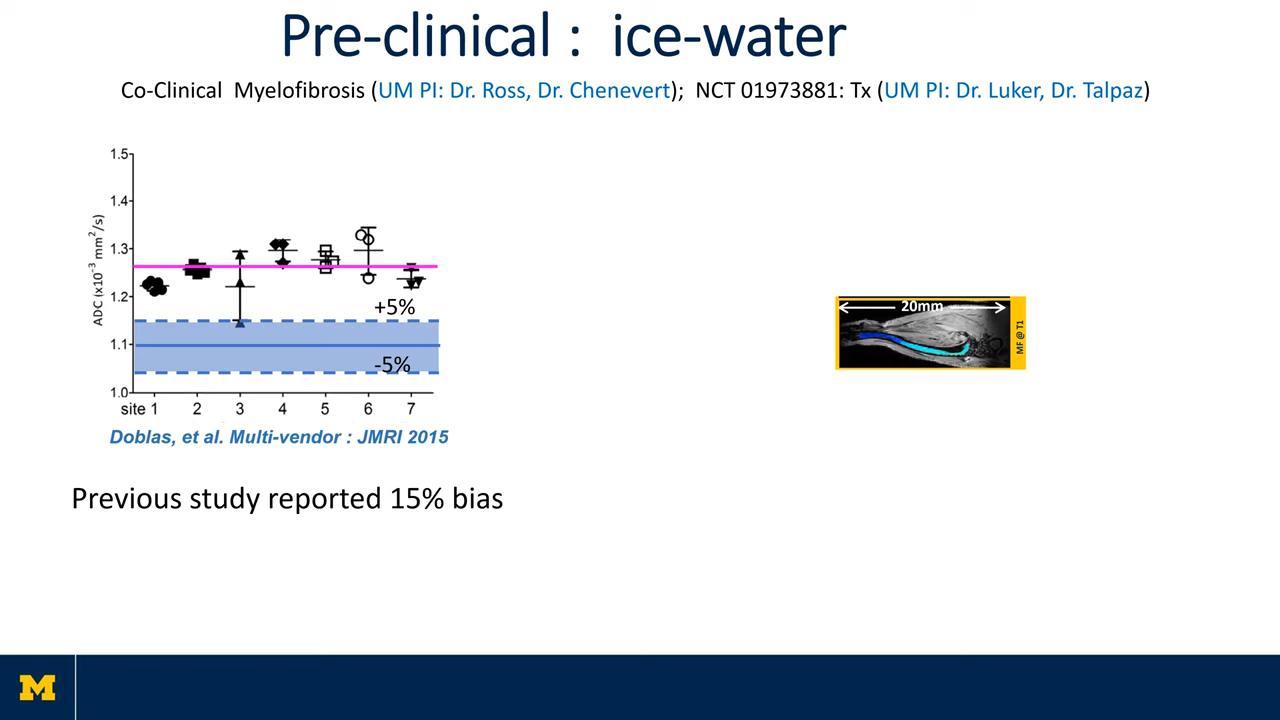 Pre-clinical : ice-water
Co-Clinical Myelofibrosis (UM PI: Dr. Ross, Dr. Chenevert); NCT 01973881: Tx (UM PI: Dr. Luker, Dr. Talpaz)
1.5
1.4
1.3
1.2
1.1
1.0
ADC (x10⁻³ mm²/s)
+5%
-5%
site 1 2 3 4 5 6 7
Doblas, et al. Multi-vendor : JMRI 2015
20mm
MF @ T1
Previous study reported 15% bias
M